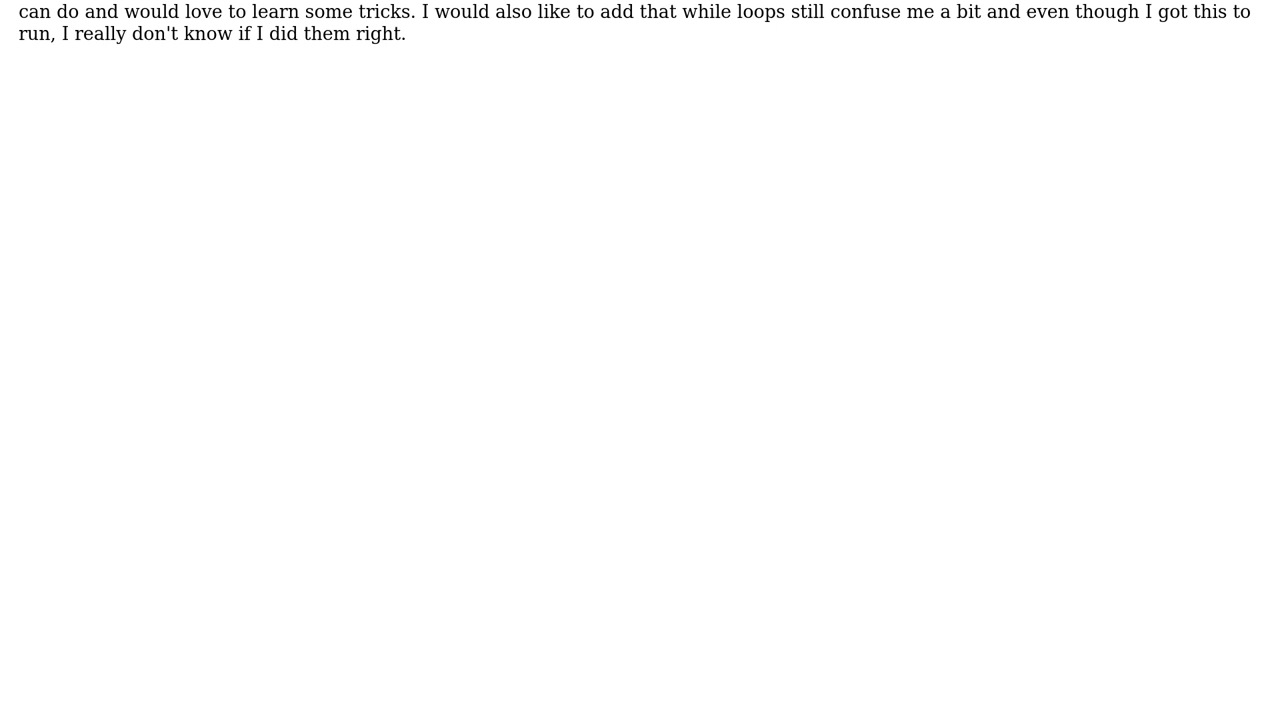 can do and would love to learn some tricks. I would also like to add that while loops still confuse me a bit and even though I got this to
run, I really don't know if I did them right.